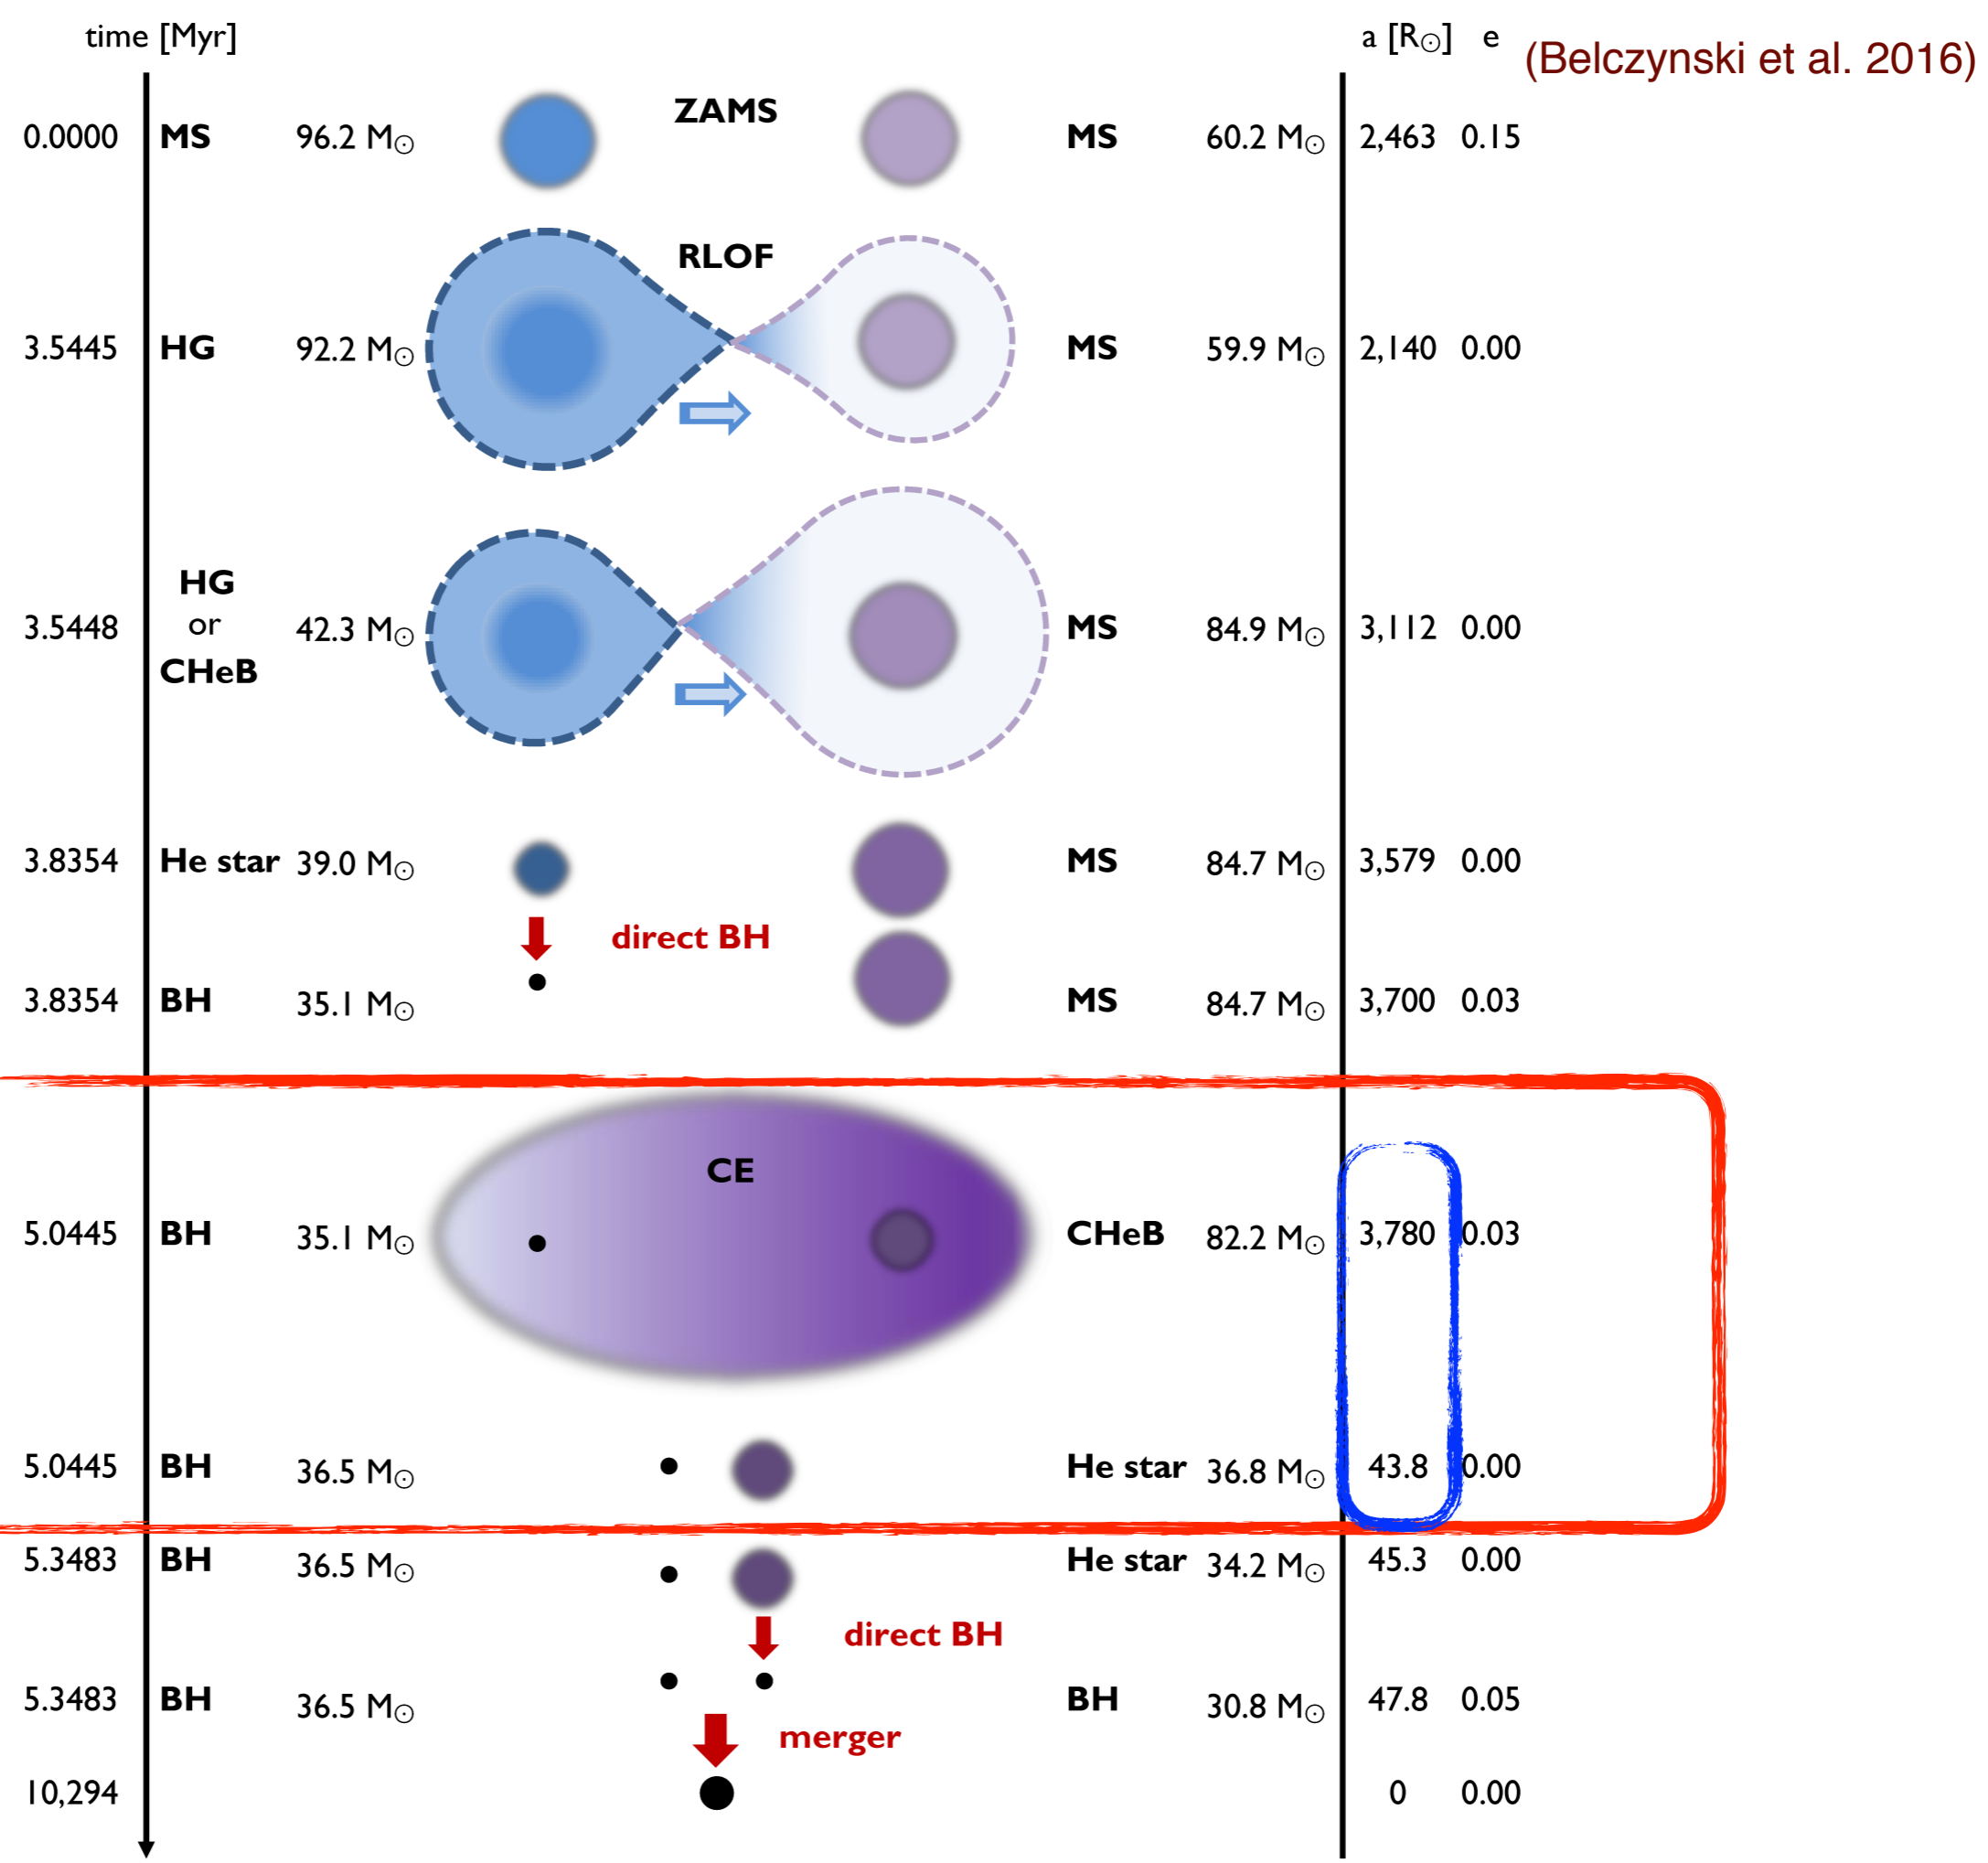 time [Myr] a [R☉] e (Belczynski et al. 2016)
ZAMS
0.0000 MS 96.2 M☉ MS 60.2 M☉ 2,463 0.15
RLOF
3.5445 HG 92.2 M☉ MS 59.9 M☉ 2,140 0.00
HG
or
3.5448 42.3 M☉ MS 84.9 M☉ 3,112 0.00
CHeB
3.8354 He star 39.0 M☉ MS 84.7 M☉ 3,579 0.00
direct BH
3.8354 BH 35.1 M☉ MS 84.7 M☉ 3,700 0.03
CE
5.0445 BH 35.1 M☉ CHeB 82.2 M☉ 3,780 0.03
5.0445 BH 36.5 M☉ He star 36.8 M☉ 43.8 0.00
5.3483 BH 36.5 M☉ He star 34.2 M☉ 45.3 0.00
direct BH
5.3483 BH 36.5 M☉ BH 30.8 M☉ 47.8 0.05
merger
10,294 0 0.00